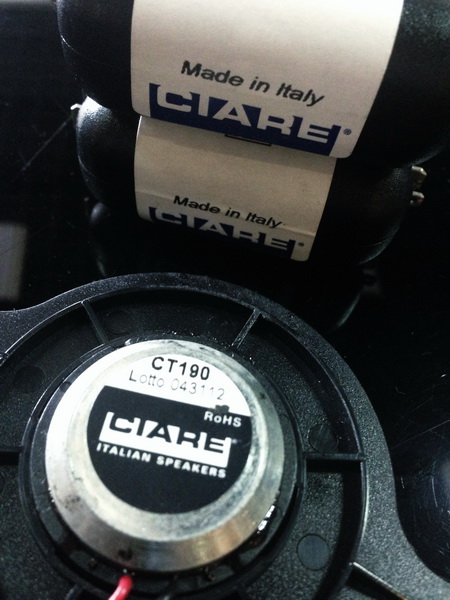 Made in Italy
CIARE®
Made in Italy
CIARE®
CT190
Lotto 043112
RoHS
CIARE®
ITALIAN SPEAKERS